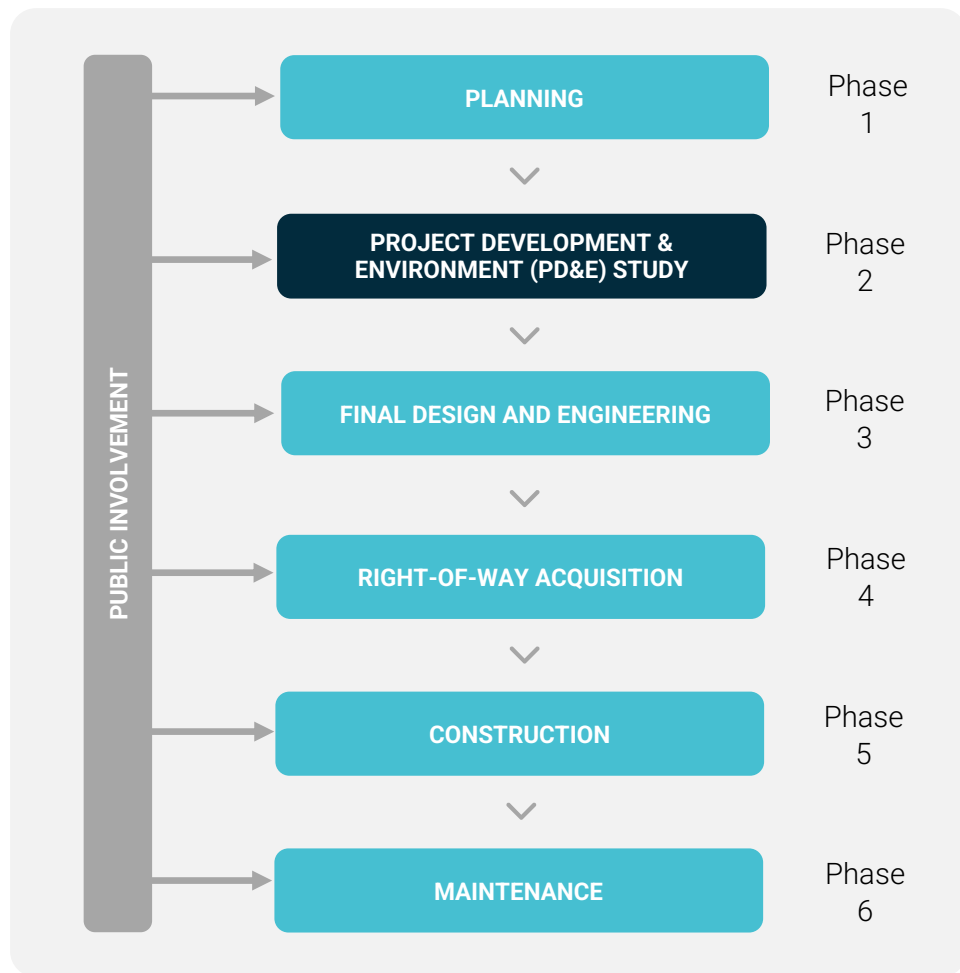 PUBLIC INVOLVEMENT
PLANNING
Phase
1
PROJECT DEVELOPMENT &
ENVIRONMENT (PD&E) STUDY
Phase
2
FINAL DESIGN AND ENGINEERING
Phase
3
RIGHT-OF-WAY ACQUISITION
Phase
4
CONSTRUCTION
Phase
5
MAINTENANCE
Phase
6